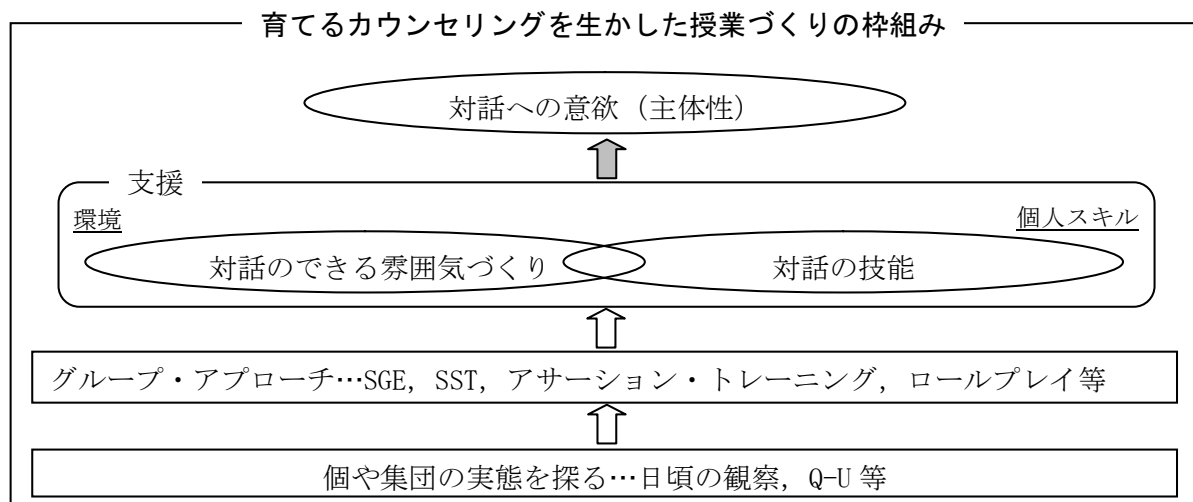 育てるカウンセリングを生かした授業づくりの枠組み
対話への意欲（主体性）
支援
環境
個人スキル
対話のできる雰囲気づくり
対話の技能
グループ・アプローチ…SGE，SST，アサーション・トレーニング，ロールプレイ等
個や集団の実態を探る…日頃の観察，Q-U 等